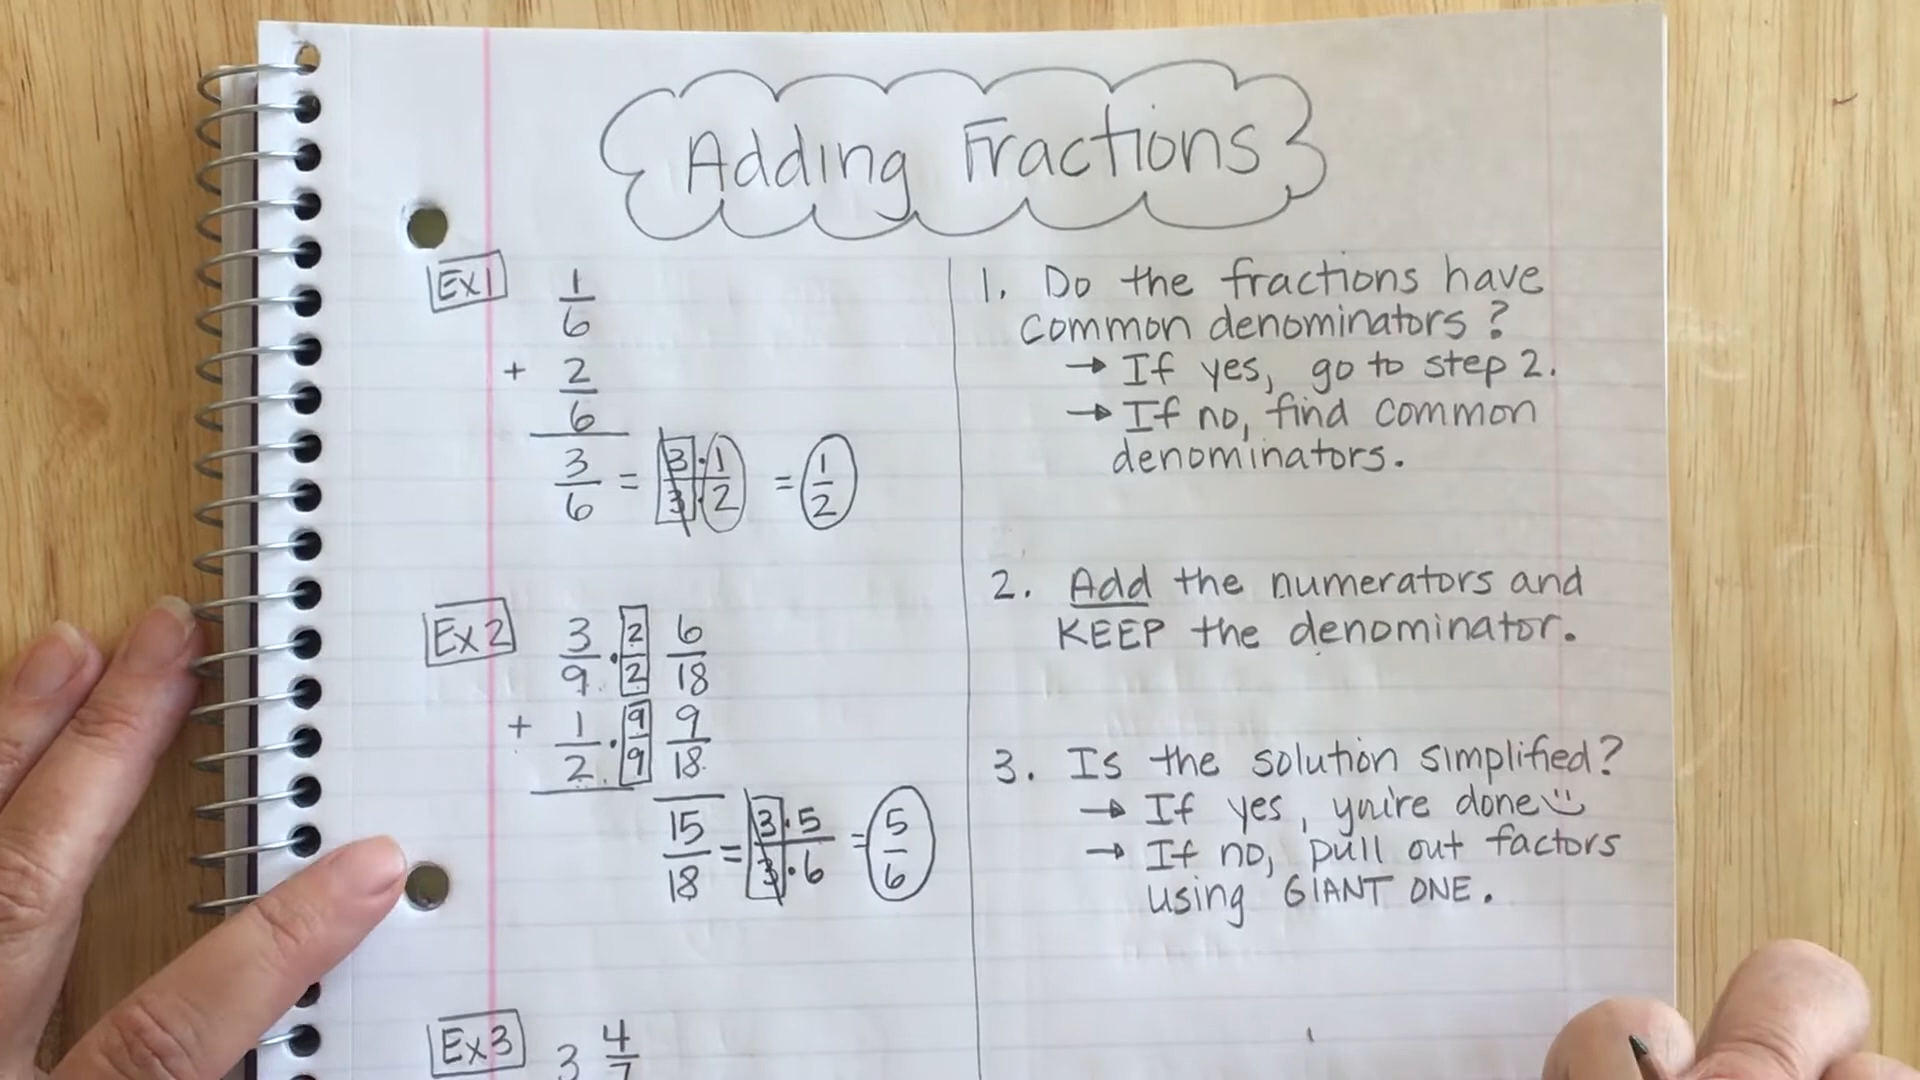 Adding Fractions
Ex1
1/6
+ 2/6
3/6 = 3·1/3·2 = 1/2
1. Do the fractions have
common denominators?
→ If yes, go to step 2.
→ If no, find common
denominators.
Ex2
3/9 · 2/2 6/18
+ 1/2 · 9/9 9/18
15/18 = 3·5/3·6 = 5/6
2. Add the numerators and
KEEP the denominator.
3. Is the solution simplified?
→ If yes, you're done
→ If no, pull out factors
using GIANT ONE.
Ex3 3 4/7